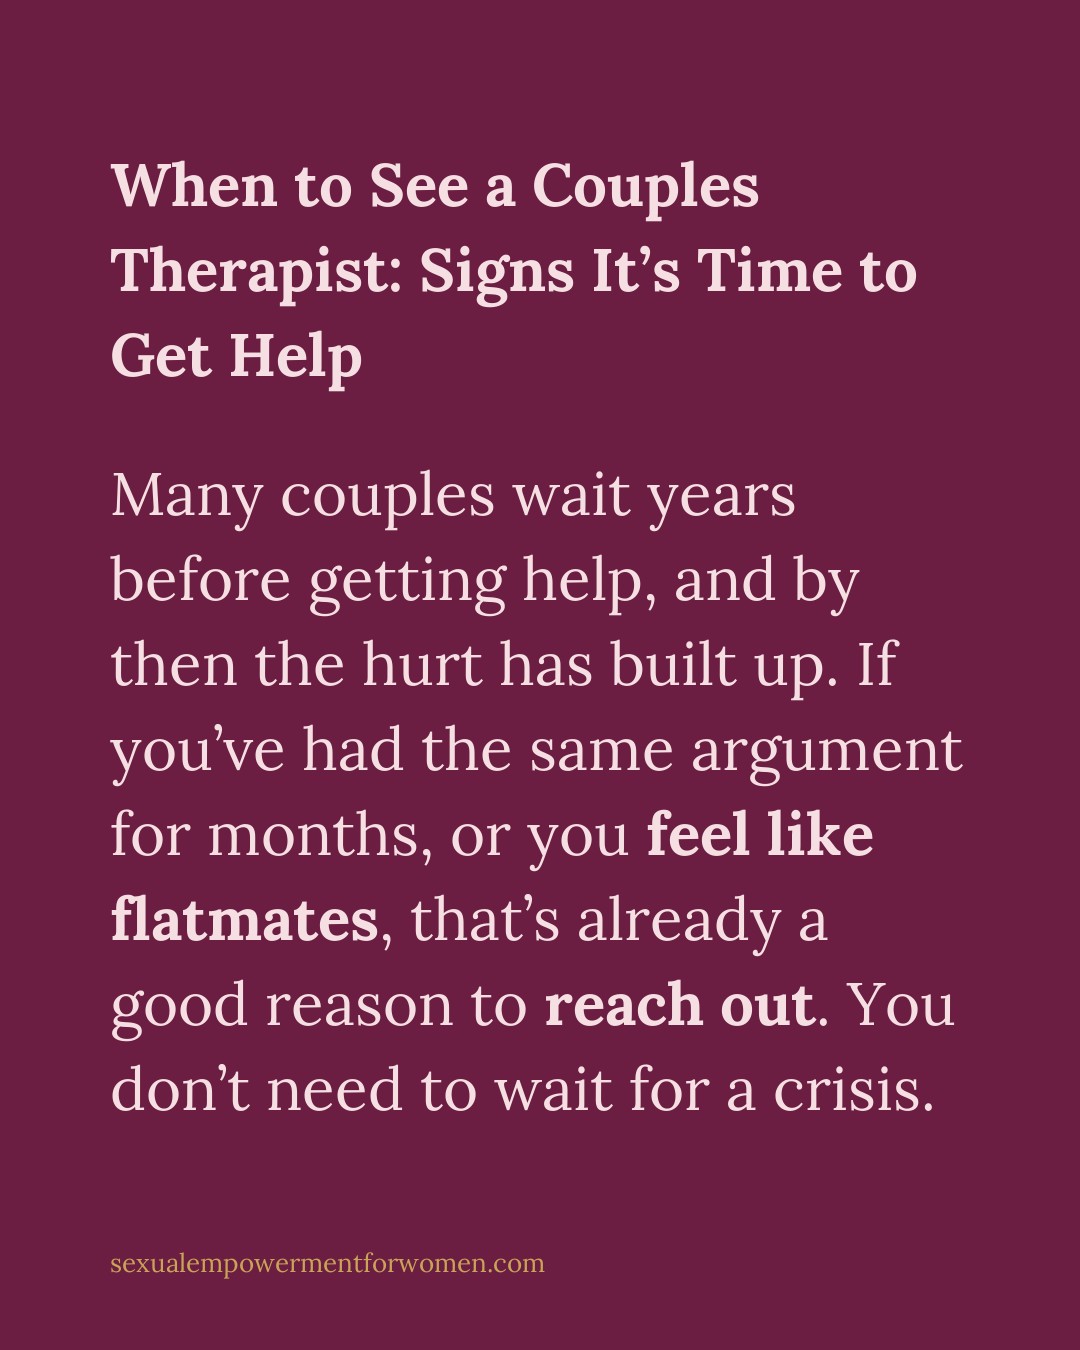 When to See a Couples
Therapist: Signs It’s Time to
Get Help
Many couples wait years
before getting help, and by
then the hurt has built up. If
you’ve had the same argument
for months, or you feel like
flatmates, that’s already a
good reason to reach out. You
don’t need to wait for a crisis.
sexualempowermentforwomen.com